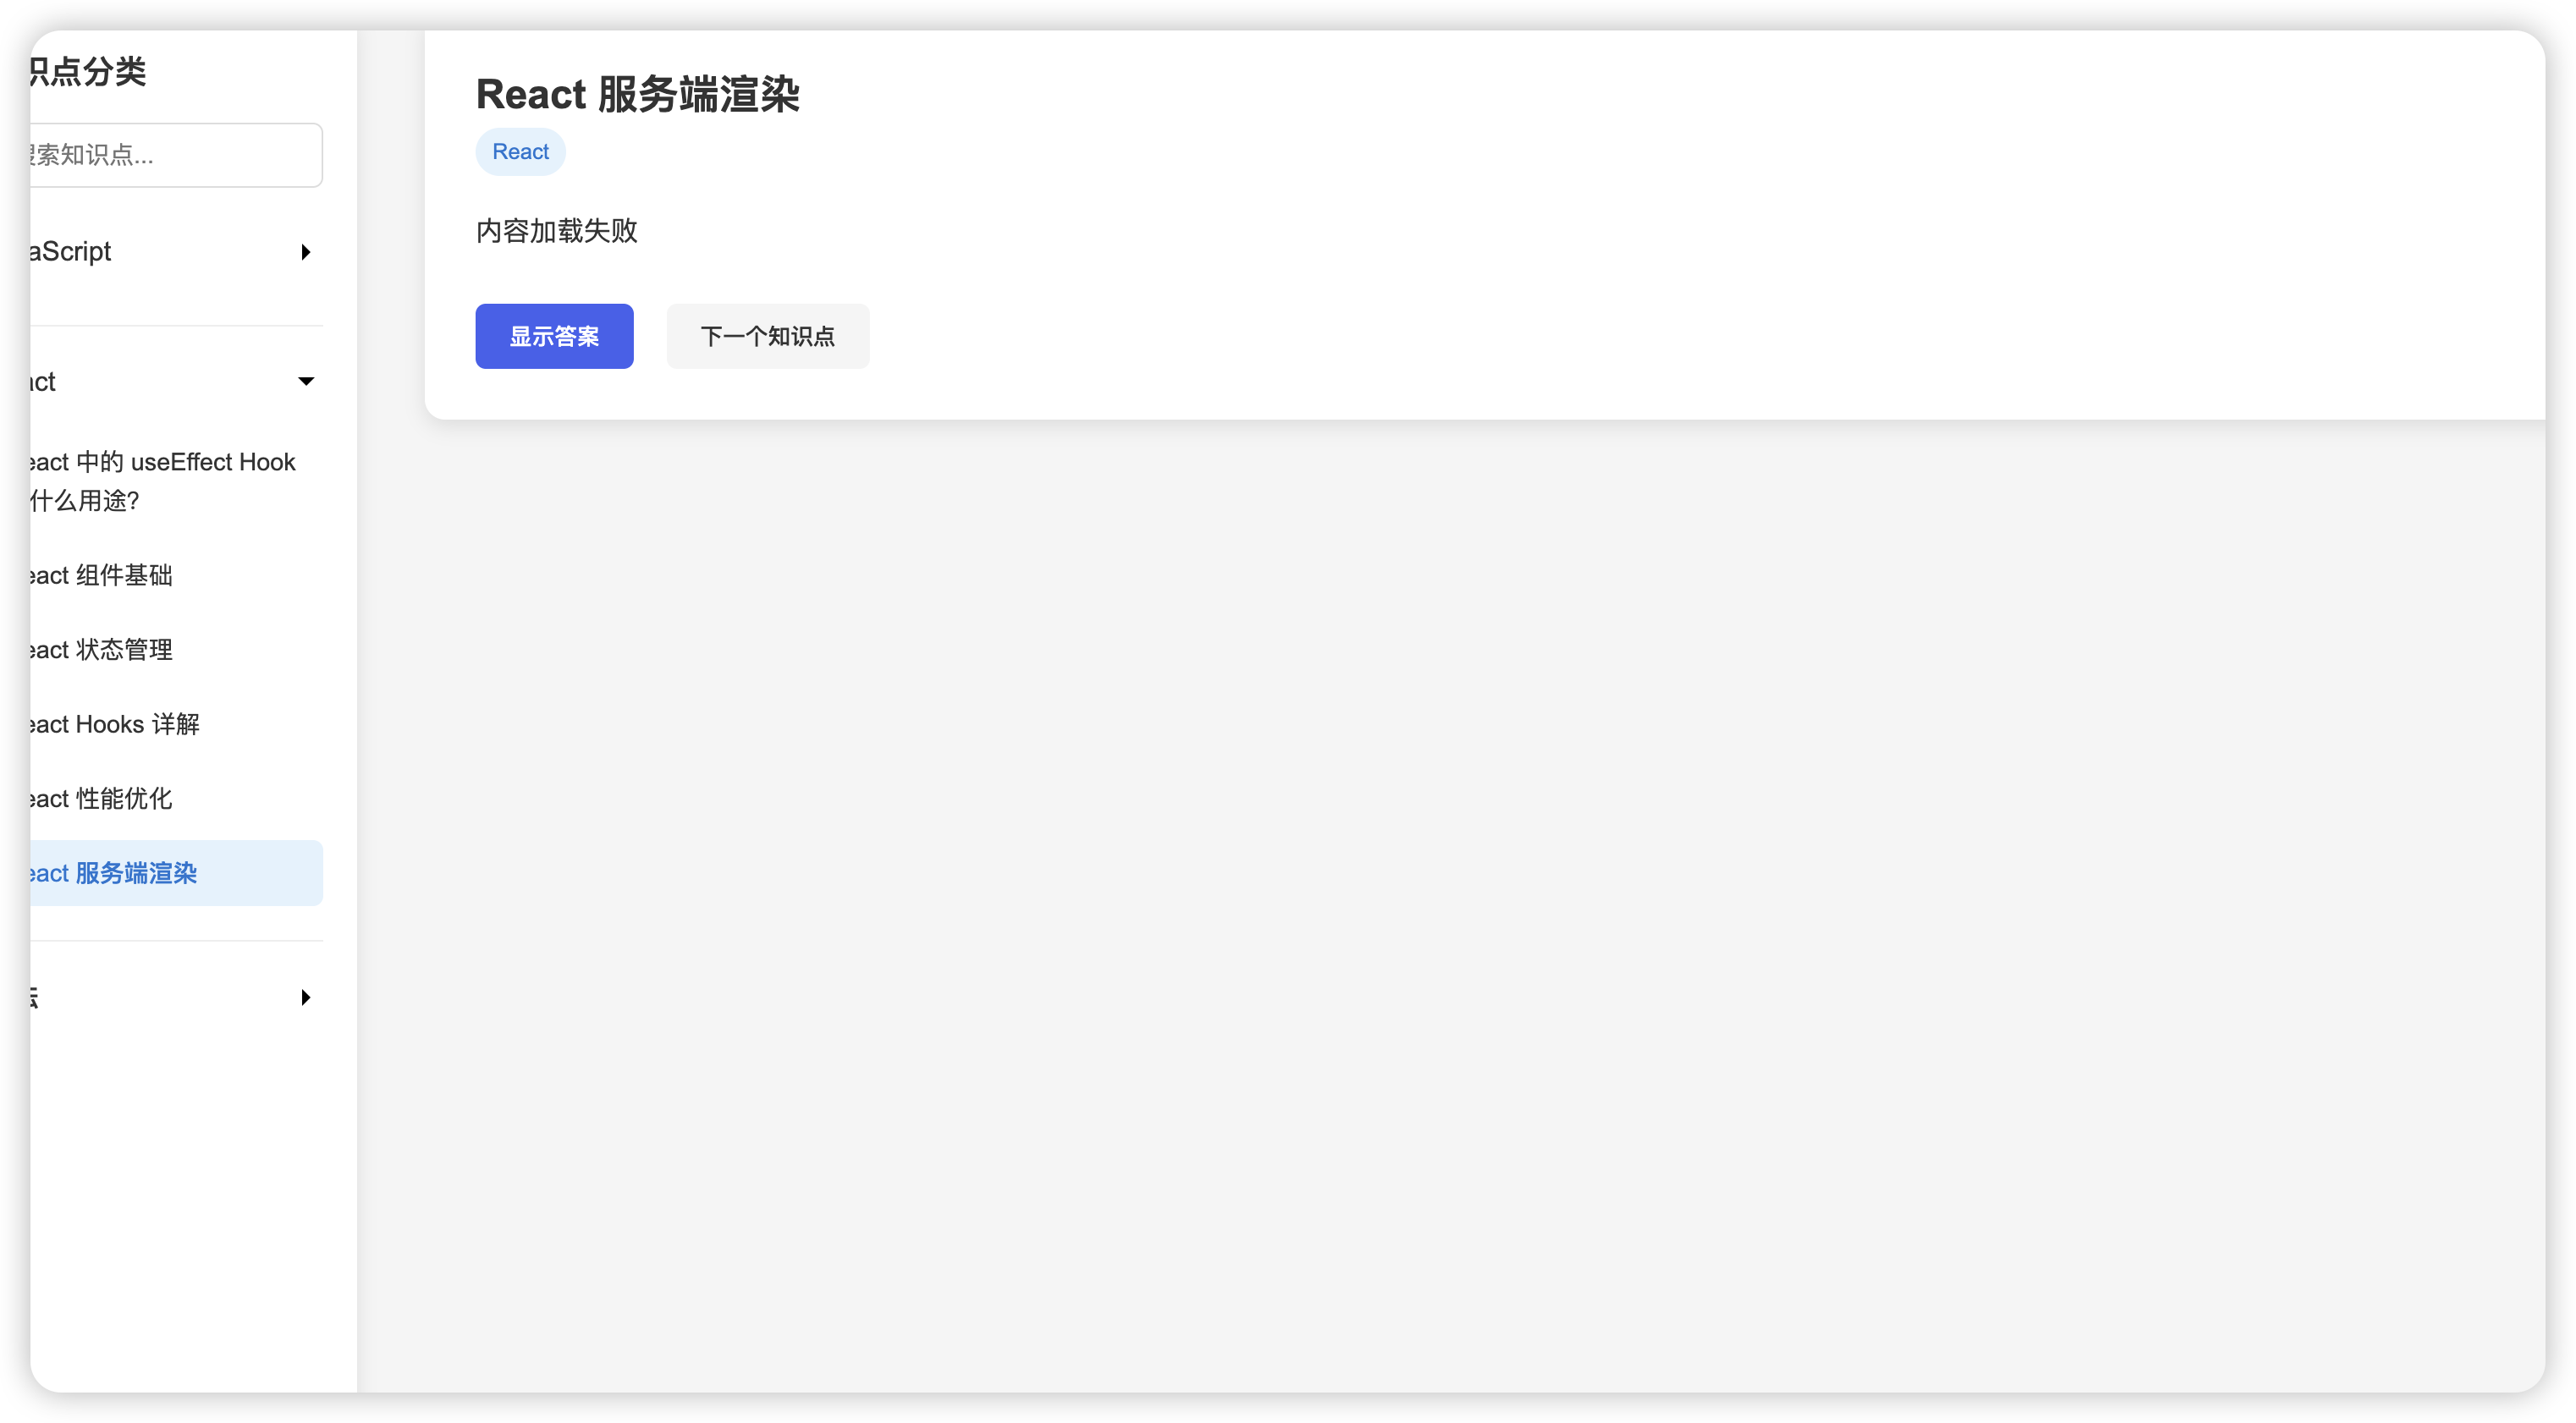 识点分类
搜索知识点...
aScript
act
eact 中的 useEffect Hook
什么用途?
eact 组件基础
eact 状态管理
eact Hooks 详解
eact 性能优化
eact 服务端渲染
React 服务端渲染
React
内容加载失败
显示答案
下一个知识点